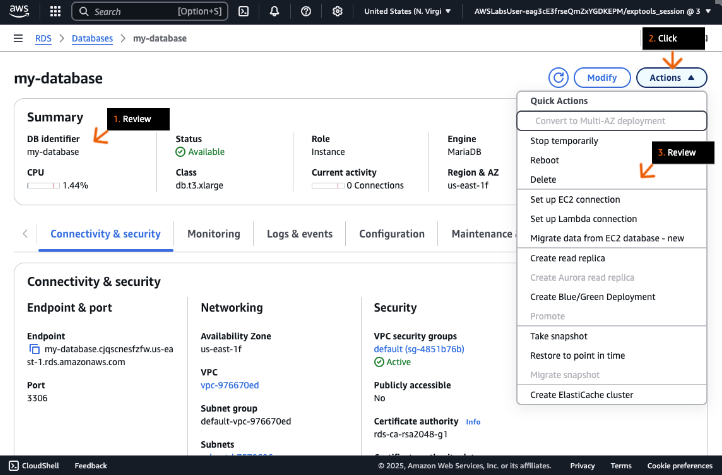 aws
Search
[Option+S]
United States (N. Virgi
AWSLabsUser-eag3cE3frseQmZxYGDKEPM/exptools_session @ 3
RDS
Databases
my-database
2. Click
my-database
Modify
Actions
Summary
1. Review
DB identifier
my-database
Status
Available
Role
Instance
Engine
MariaDB
CPU
1.44%
Class
db.t3.xlarge
Current activity
0 Connections
Region & AZ
us-east-1f
Quick Actions
Convert to Multi-AZ deployment
Stop temporarily
Reboot
Delete
3. Review
Set up EC2 connection
Set up Lambda connection
Migrate data from EC2 database - new
Create read replica
Create Aurora read replica
Create Blue/Green Deployment
Promote
Take snapshot
Restore to point in time
Migrate snapshot
Create ElastiCache cluster
Connectivity & security
Monitoring
Logs & events
Configuration
Maintenance
Connectivity & security
Endpoint & port
Endpoint
my-database.cjqscnesfzfw.us-ea
st-1.rds.amazonaws.com
Port
3306
Networking
Availability Zone
us-east-1f
VPC
vpc-976670ed
Subnet group
default-vpc-976670ed
Subnets
Security
VPC security groups
default (sg-4851b76b)
Active
Publicly accessible
No
Certificate authority Info
rds-ca-rsa2048-g1
CloudShell
Feedback
© 2025, Amazon Web Services, Inc. or its affiliates.
Privacy
Terms
Cookie preferences